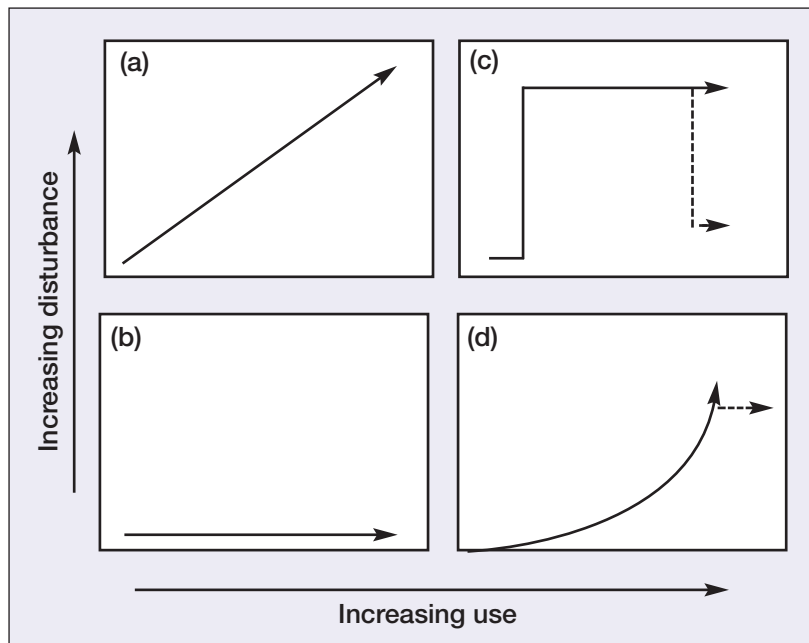 (a)
(c)
Increasing disturbance
(b)
(d)
Increasing use